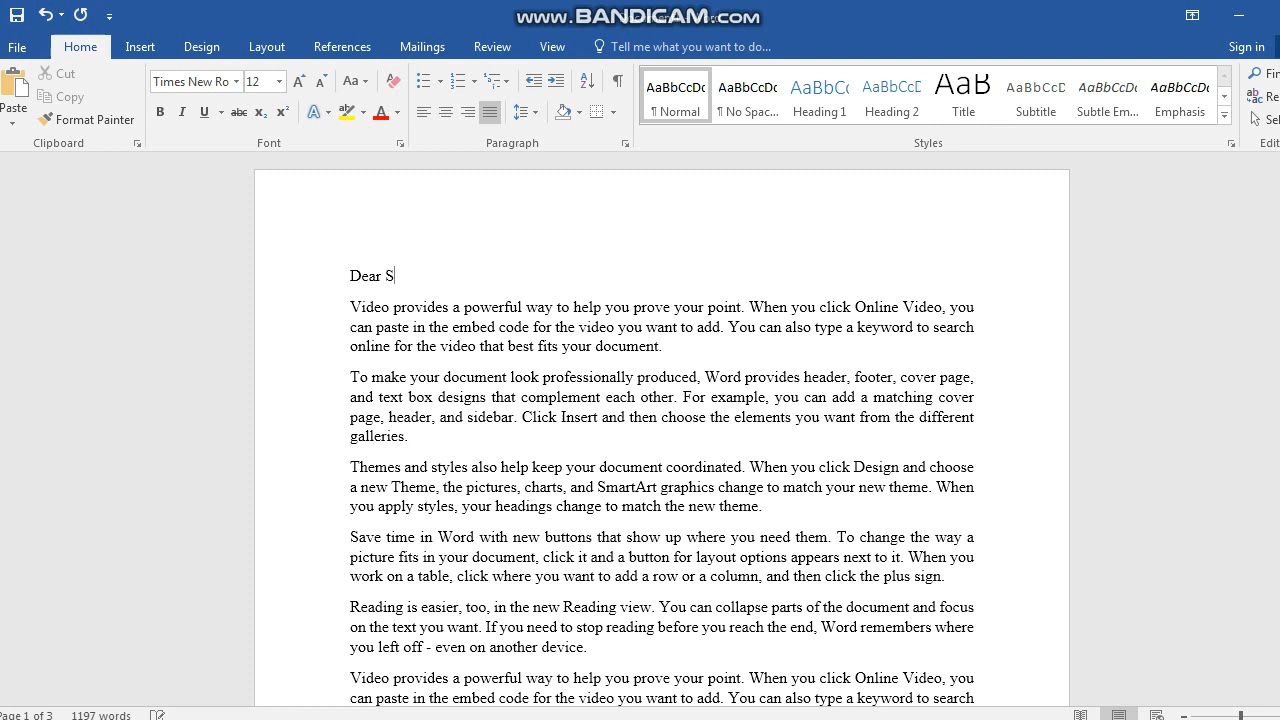 www.BANDICAM.com
File Home Insert Design Layout References Mailings Review View Tell me what you want to do... Sign in
Paste
Cut
Copy
Format Painter
Clipboard
Times New Ro 12
Aa
B I U abc x₂ x² A A
Font
Paragraph
AaBbCcDc AaBbCcDc AaBbCc AaBbCcD AaB AaBbCcD AaBbCcDc AaBbCcDc
¶ Normal ¶ No Spac... Heading 1 Heading 2 Title Subtitle Subtle Em... Emphasis
Styles
Fin
Re
Sel
Edit
Dear S
Video provides a powerful way to help you prove your point. When you click Online Video, you
can paste in the embed code for the video you want to add. You can also type a keyword to search
online for the video that best fits your document.
To make your document look professionally produced, Word provides header, footer, cover page,
and text box designs that complement each other. For example, you can add a matching cover
page, header, and sidebar. Click Insert and then choose the elements you want from the different
galleries.
Themes and styles also help keep your document coordinated. When you click Design and choose
a new Theme, the pictures, charts, and SmartArt graphics change to match your new theme. When
you apply styles, your headings change to match the new theme.
Save time in Word with new buttons that show up where you need them. To change the way a
picture fits in your document, click it and a button for layout options appears next to it. When you
work on a table, click where you want to add a row or a column, and then click the plus sign.
Reading is easier, too, in the new Reading view. You can collapse parts of the document and focus
on the text you want. If you need to stop reading before you reach the end, Word remembers where
you left off - even on another device.
Video provides a powerful way to help you prove your point. When you click Online Video, you
can paste in the embed code for the video you want to add. You can also type a keyword to search
Page 1 of 3 1197 words